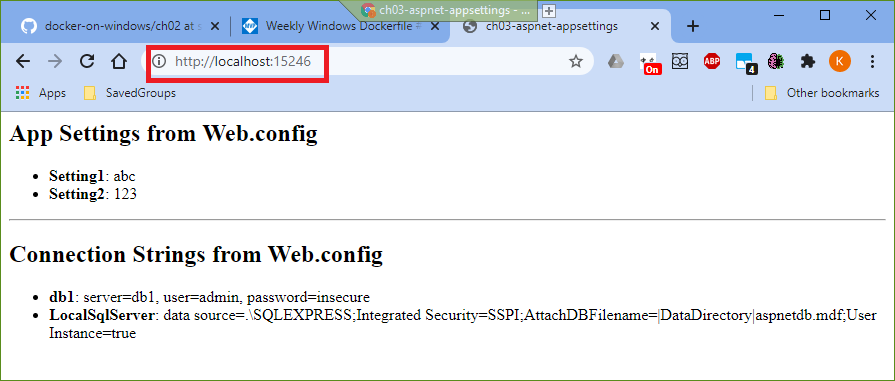 ch03-aspnet-appsettings - ...
docker-on-windows/ch02 at s
Weekly Windows Dockerfile #
ch03-aspnet-appsettings
http://localhost:15246
On
ABP
4
K
Apps
SavedGroups
Other bookmarks
App Settings from Web.config
• Setting1: abc
• Setting2: 123
Connection Strings from Web.config
• db1: server=db1, user=admin, password=insecure
• LocalSqlServer: data source=.\SQLEXPRESS;Integrated Security=SSPI;AttachDBFilename=|DataDirectory|aspnetdb.mdf;User
Instance=true